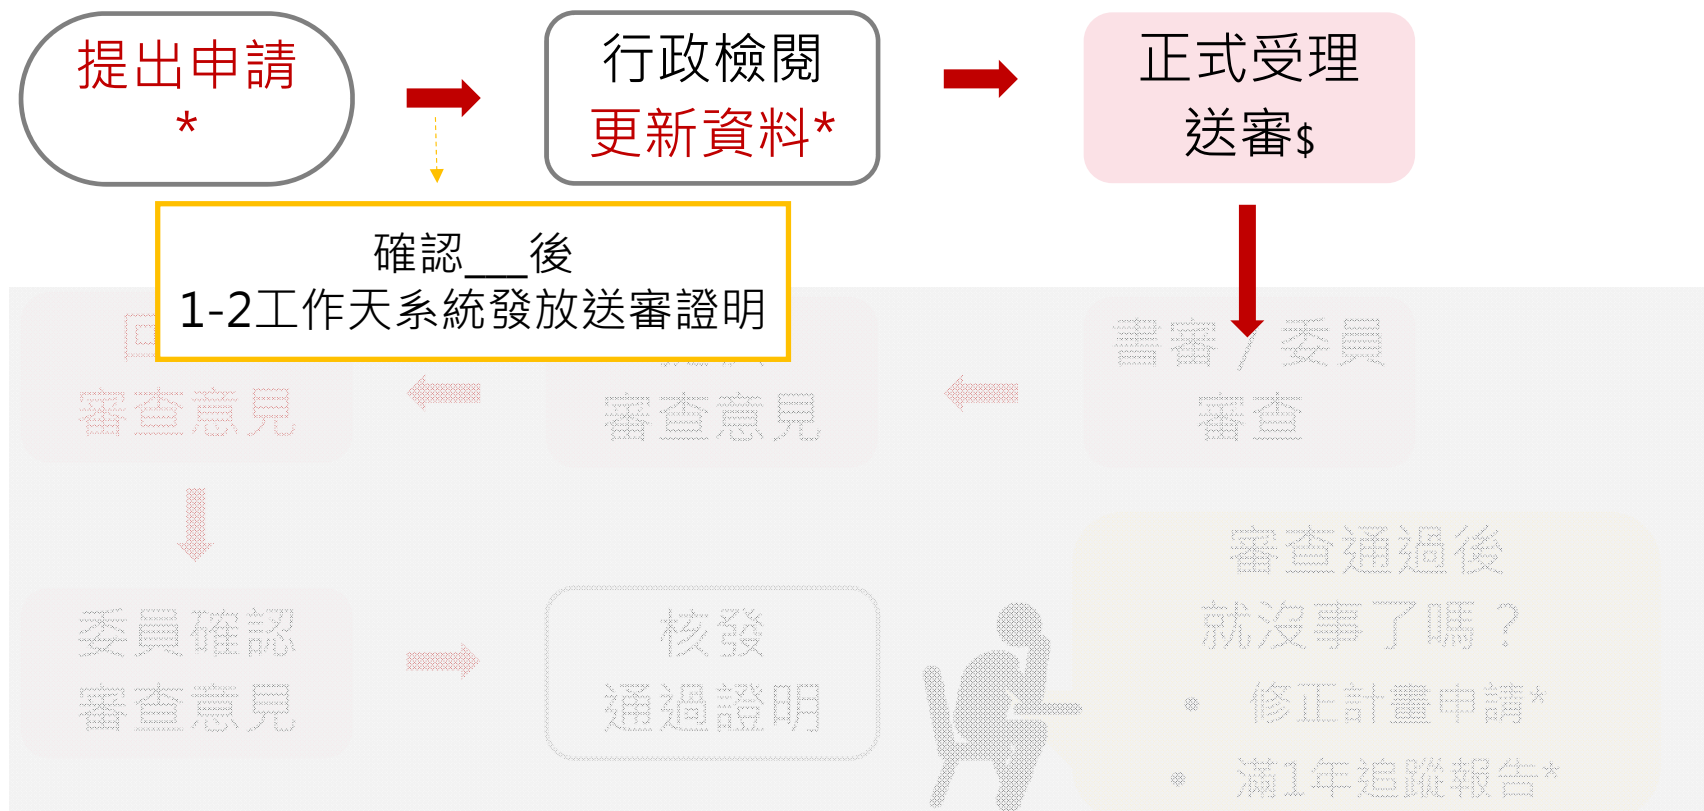 提出申請
*
行政檢閱
更新資料*
正式受理
送審$
確認___後
1-2工作天系統發放送審證明
審查意見
審查意見
書審 / 委員
審查
委員確認
審查意見
核發
通過證明
審查通過後
就沒事了嗎？
• 修正計畫申請*
• 滿1年追蹤報告*